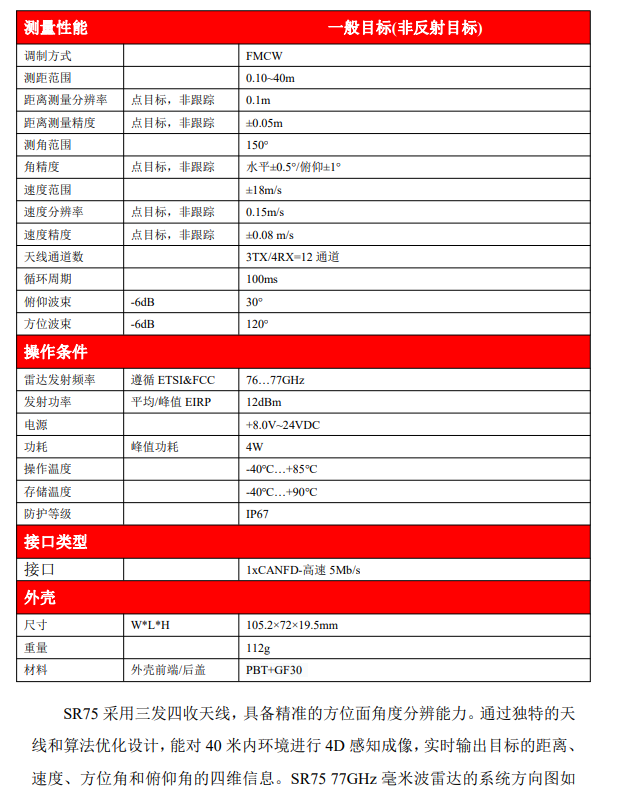 测量性能 一般目标(非反射目标)
调制方式 FMCW
测距范围 0.10~40m
距离测量分辨率 点目标，非跟踪 0.1m
距离测量精度 点目标，非跟踪 ±0.05m
测角范围 150°
角精度 点目标，非跟踪 水平±0.5°/俯仰±1°
速度范围 ±18m/s
速度分辨率 点目标，非跟踪 0.15m/s
速度精度 点目标，非跟踪 ±0.08 m/s
天线通道数 3TX/4RX=12 通道
循环周期 100ms
俯仰波束 -6dB 30°
方位波束 -6dB 120°
操作条件
雷达发射频率 遵循 ETSI&FCC 76…77GHz
发射功率 平均/峰值 EIRP 12dBm
电源 +8.0V~24VDC
功耗 峰值功耗 4W
操作温度 -40℃…+85℃
存储温度 -40℃…+90℃
防护等级 IP67
接口类型
接口 1xCANFD-高速 5Mb/s
外壳
尺寸 W*L*H 105.2×72×19.5mm
重量 112g
材料 外壳前端/后盖 PBT+GF30
SR75 采用三发四收天线，具备精准的方位面角度分辨能力。通过独特的天
线和算法优化设计，能对 40 米内环境进行 4D 感知成像，实时输出目标的距离、
速度、方位角和俯仰角的四维信息。SR75 77GHz 毫米波雷达的系统方向图如